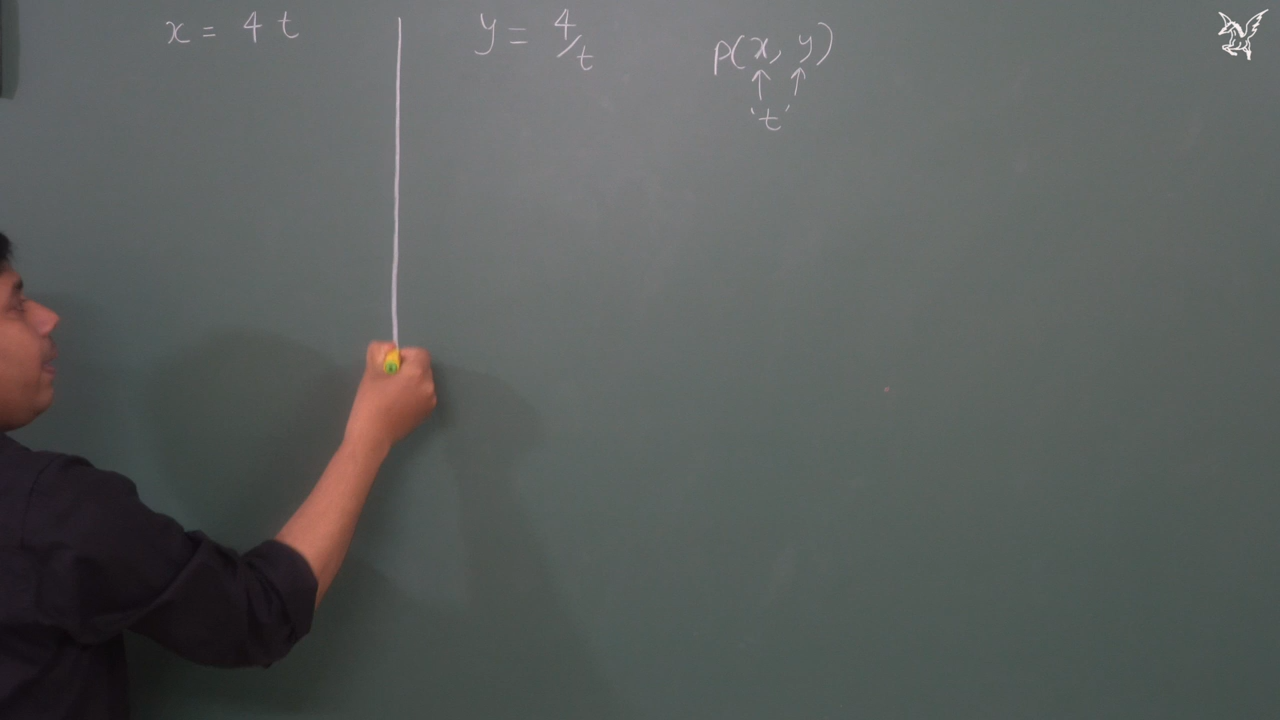 x = 4 t
y = 4/t
P(x, y)
↑ ↑
't'